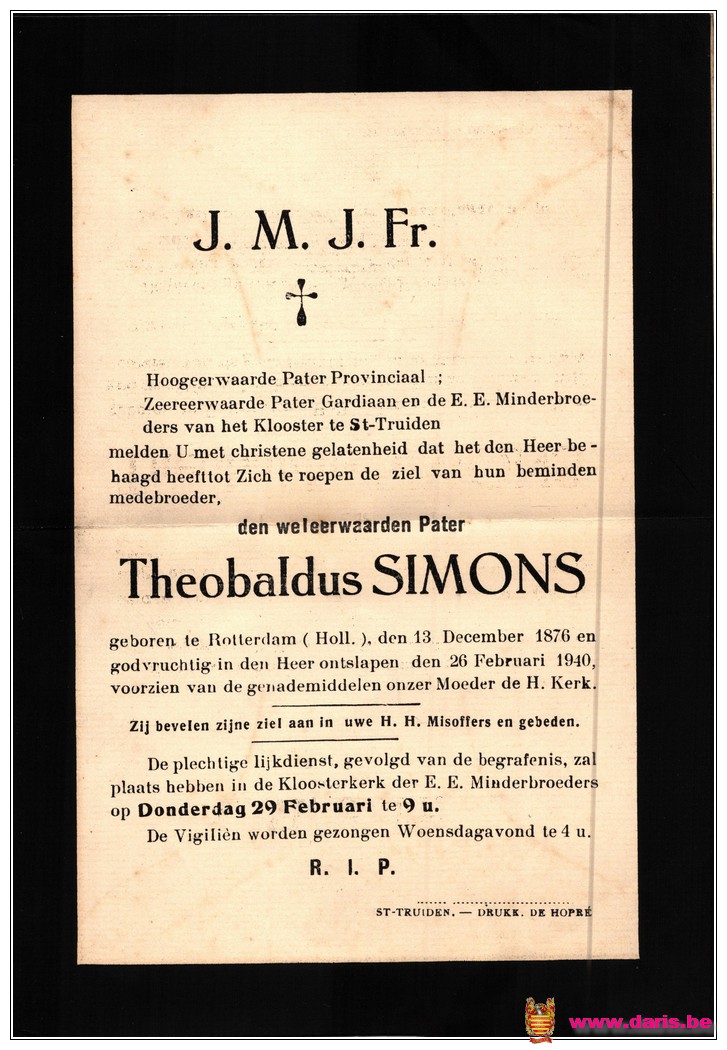 J. M. J. Fr.
Hoogeerwaarde Pater Provinciaal ;
Zeereerwaarde Pater Gardiaan en de E. E. Minderbroe-
ders van het Klooster te St-Truiden
melden U met christene gelatenheid dat het den Heer be -
haagd heefttot Zich te roepen de ziel van hun beminden
medebroeder,
den weleerwaarden Pater
Theobaldus SIMONS
geboren te Rotterdam ( Holl. ), den 13 December 1876 en
godvruchtig in den Heer ontslapen den 26 Februari 1940,
voorzien van de genademiddelen onzer Moeder de H. Kerk.
Zij bevelen zijne ziel aan in uwe H. H. Misoffers en gebeden.
De plechtige lijkdienst, gevolgd van de begrafenis, zal
plaats hebben in de Kloosterkerk der E. E. Minderbroeders
op Donderdag 29 Februari te 9 u.
De Vigiliën worden gezongen Woensdagavond te 4 u.
R. I. P.
ST-TRUIDEN. — DRUKK. DE HOPRÉ
www.daris.be